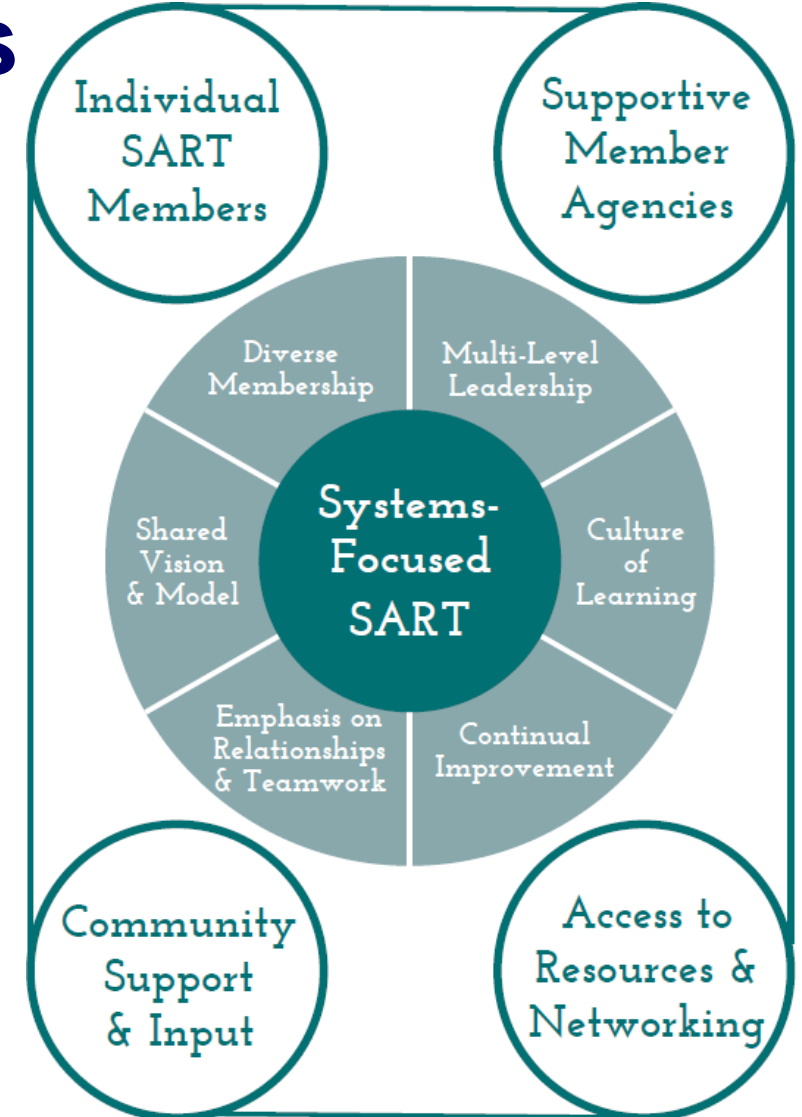 s
Individual
SART
Members
Supportive
Member
Agencies
Diverse
Membership
Multi-Level
Leadership
Shared
Vision
& Model
Systems-
Focused
SART
Culture
of
Learning
Emphasis on
Relationships
& Teamwork
Continual
Improvement
Community
Support
& Input
Access to
Resources &
Networking